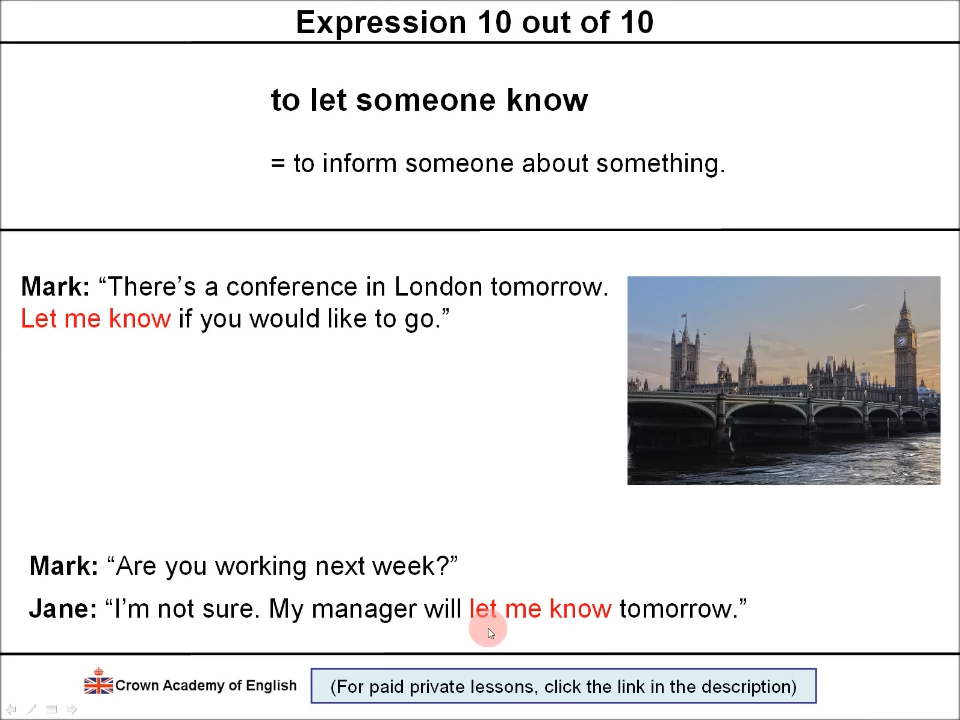 Expression 10 out of 10
to let someone know
= to inform someone about something.
Mark: “There’s a conference in London tomorrow.
Let me know if you would like to go.”
Mark: “Are you working next week?”
Jane: “I’m not sure. My manager will let me know tomorrow.”
Crown Academy of English
(For paid private lessons, click the link in the description)